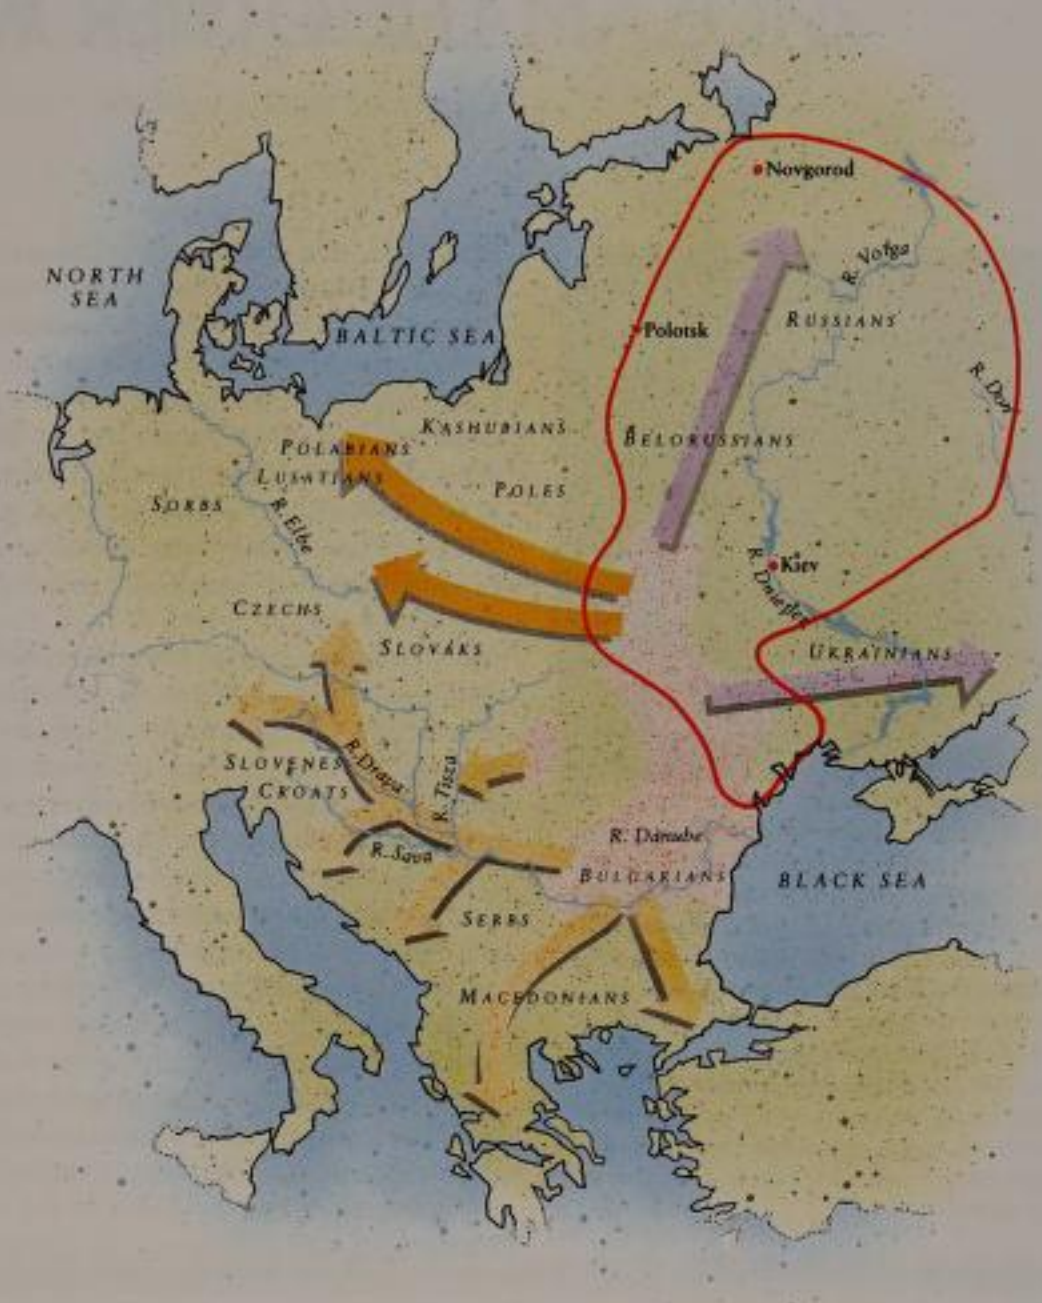 Novgorod
R. Volga
NORTH
SEA
RUSSIANS
Polotsk
BALTIC SEA
R. Don
KASHUBIANS
BELORUSSIANS
POLABIANS
LUSATIANS
POLES
SORBS
R. Elbe
Kiev
R. Dnieper
CZECHS
SLOVAKS
UKRAINIANS
SLOVENES
R. Drava
R. Tisza
CROATS
R. Danube
R. Sava
BULGARIANS
BLACK SEA
SERBS
MACEDONIANS